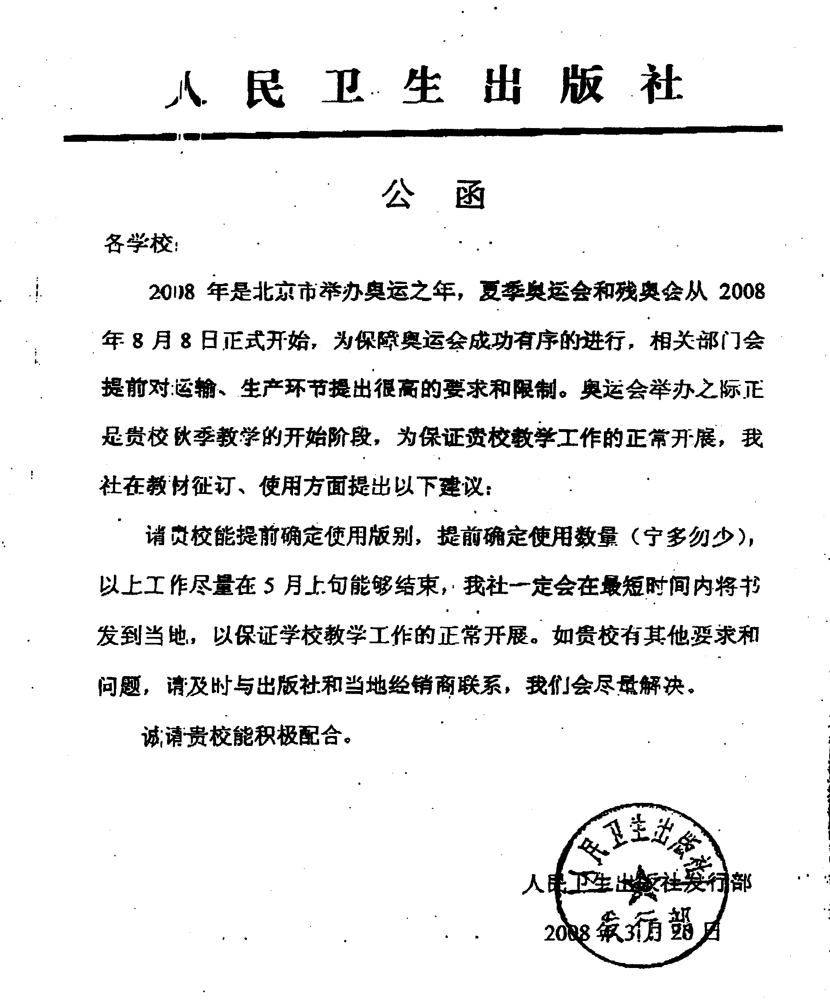 人民卫生出版社
公 函
各学校：
2008 年是北京市举办奥运之年，夏季奥运会和残奥会从 2008
年 8 月 8 日正式开始，为保障奥运会成功有序的进行，相关部门会
提前对运输、生产环节提出很高的要求和限制。奥运会举办之际正
是贵校秋季教学的开始阶段，为保证贵校教学工作的正常开展，我
社在教材征订、使用方面提出以下建议：
请贵校能提前确定使用版别，提前确定使用数量（宁多勿少），
以上工作尽量在 5 月上旬能够结束，我社一定会在最短时间内将书
发到当地，以保证学校教学工作的正常开展。如贵校有其他要求和
问题，请及时与出版社和当地经销商联系，我们会尽量解决。
诚请贵校能积极配合。
民卫生出版社
人民卫生出版社发行部
发行部
2008 年 3 月 20 日